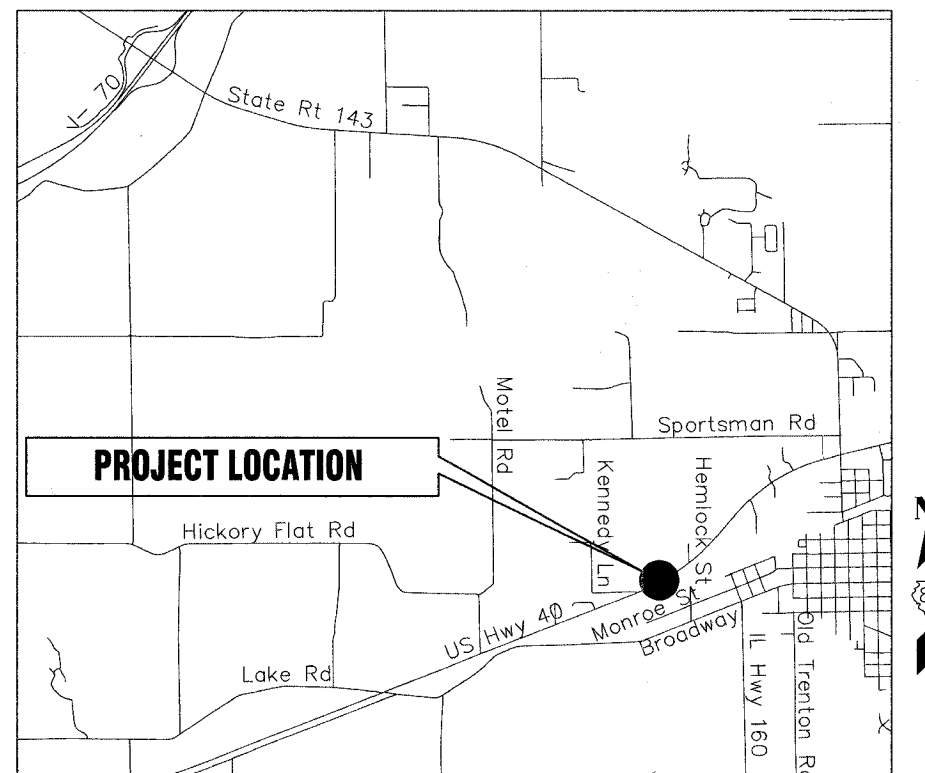 I- 70
State Rt 143
Motel Rd
Sportsman Rd
PROJECT LOCATION
Kennedy Ln
Hemlock St
Hickory Flat Rd
US Hwy 40
Monroe St
Broadway
Lake Rd
IL Hwy 160
Old Trenton Rd
N